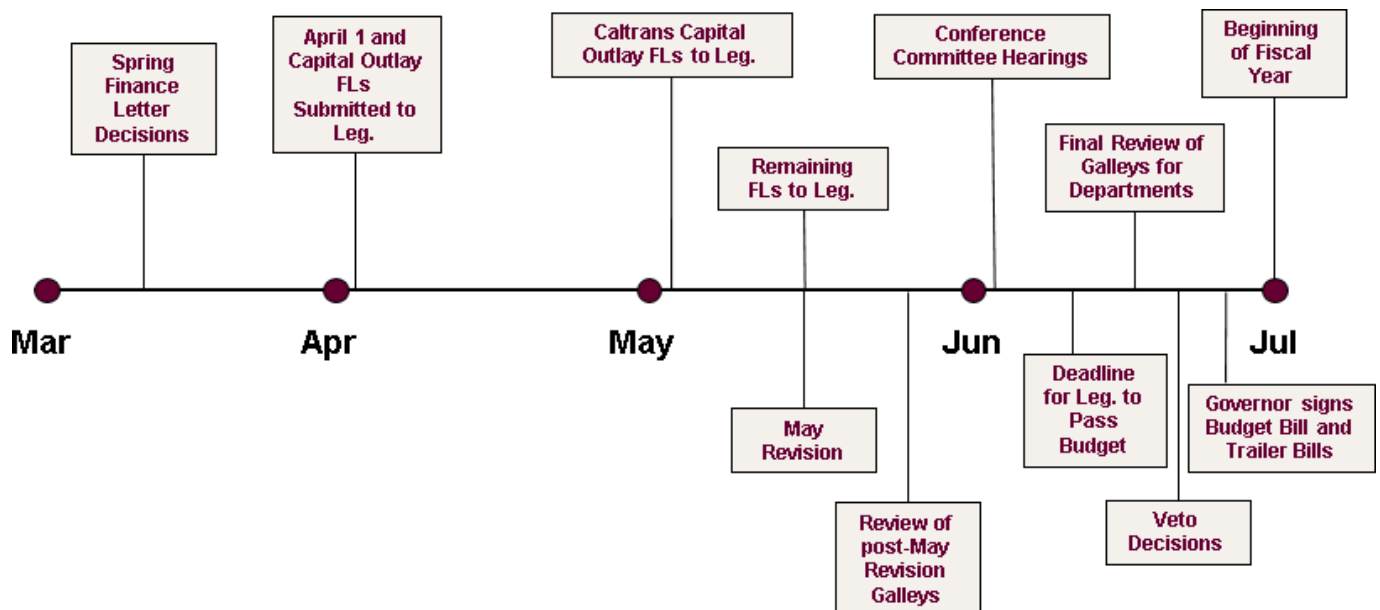 Spring
Finance
Letter
Decisions
April 1 and
Capital Outlay
FLs
Submitted to
Leg.
Caltrans Capital
Outlay FLs to Leg.
Remaining
FLs to Leg.
Conference
Committee Hearings
Final Review of
Galleys for
Departments
Beginning
of Fiscal
Year
Mar
Apr
May
Jun
Jul
May
Revision
Review of
post-May
Revision
Galleys
Deadline
for Leg. to
Pass
Budget
Veto
Decisions
Governor signs
Budget Bill and
Trailer Bills